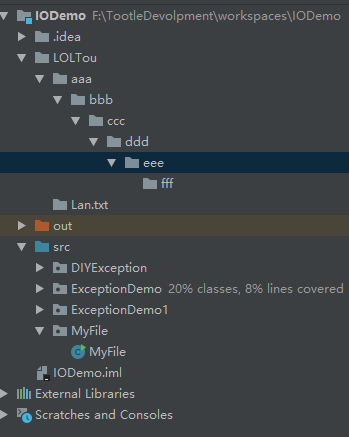 IODemo F:\TootleDevolpment\workspaces\IODemo
.idea
LOLTou
aaa
bbb
ccc
ddd
eee
fff
Lan.txt
out
src
DIYException
ExceptionDemo 20% classes, 8% lines covered
ExceptionDemo1
MyFile
MyFile
IODemo.iml
External Libraries
Scratches and Consoles